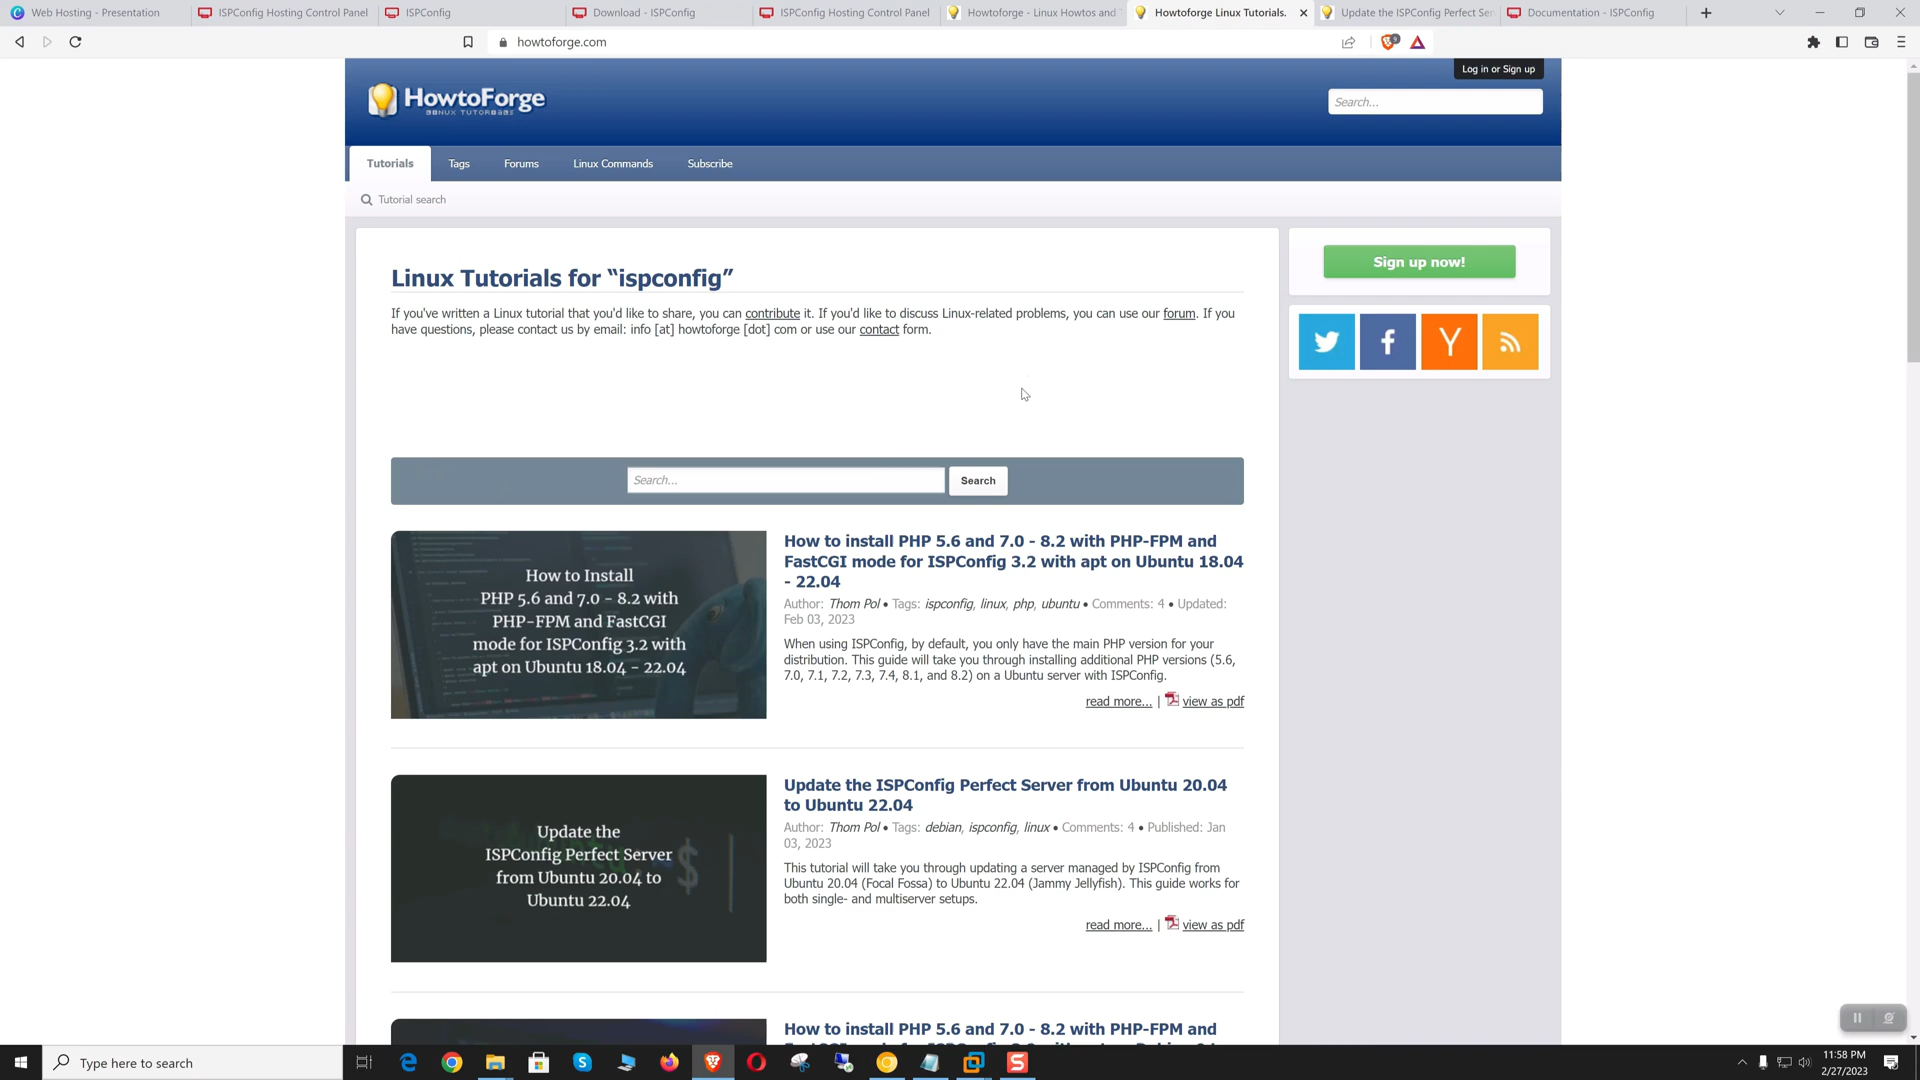 Web Hosting - Presentation
ISPConfig Hosting Control Panel
ISPConfig
Download - ISPConfig
ISPConfig Hosting Control Panel
Howtoforge - Linux Howtos and
Howtoforge Linux Tutorials.
Update the ISPConfig Perfect Ser
Documentation - ISPConfig
howtoforge.com
9
Log in or Sign up
HowtoForge
Search...
Tutorials
Tags
Forums
Linux Commands
Subscribe
Tutorial search
Linux Tutorials for “ispconfig”
If you've written a Linux tutorial that you'd like to share, you can contribute it. If you'd like to discuss Linux-related problems, you can use our forum. If you
have questions, please contact us by email: info [at] howtoforge [dot] com or use our contact form.
Sign up now!
Search...
Search
How to Install
PHP 5.6 and 7.0 - 8.2 with
PHP-FPM and FastCGI
mode for ISPConfig 3.2 with
apt on Ubuntu 18.04 - 22.04
How to install PHP 5.6 and 7.0 - 8.2 with PHP-FPM and
FastCGI mode for ISPConfig 3.2 with apt on Ubuntu 18.04
- 22.04
Author: Thom Pol • Tags: ispconfig, linux, php, ubuntu • Comments: 4 • Updated:
Feb 03, 2023
When using ISPConfig, by default, you only have the main PHP version for your
distribution. This guide will take you through installing additional PHP versions (5.6,
7.0, 7.1, 7.2, 7.3, 7.4, 8.1, and 8.2) on a Ubuntu server with ISPConfig.
read more... | view as pdf
Update the
ISPConfig Perfect Server
from Ubuntu 20.04 to
Ubuntu 22.04
Update the ISPConfig Perfect Server from Ubuntu 20.04
to Ubuntu 22.04
Author: Thom Pol • Tags: debian, ispconfig, linux • Comments: 4 • Published: Jan
03, 2023
This tutorial will take you through updating a server managed by ISPConfig from
Ubuntu 20.04 (Focal Fossa) to Ubuntu 22.04 (Jammy Jellyfish). This guide works for
both single- and multiserver setups.
read more... | view as pdf
How to install PHP 5.6 and 7.0 - 8.2 with PHP-FPM and
Type here to search
11:58 PM
2/27/2023